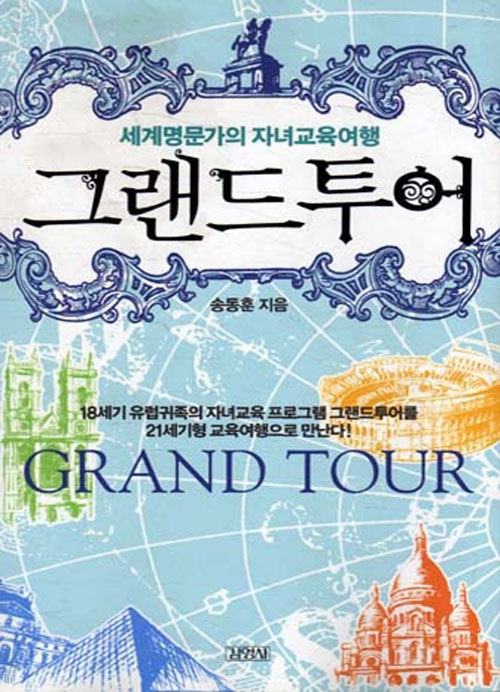 세계명문가의 자녀교육여행
그랜드투어
송동훈 지음
18세기 유럽귀족의 자녀교육 프로그램 그랜드투어를
21세기형 교육여행으로 만난다!
GRAND TOUR
김영사